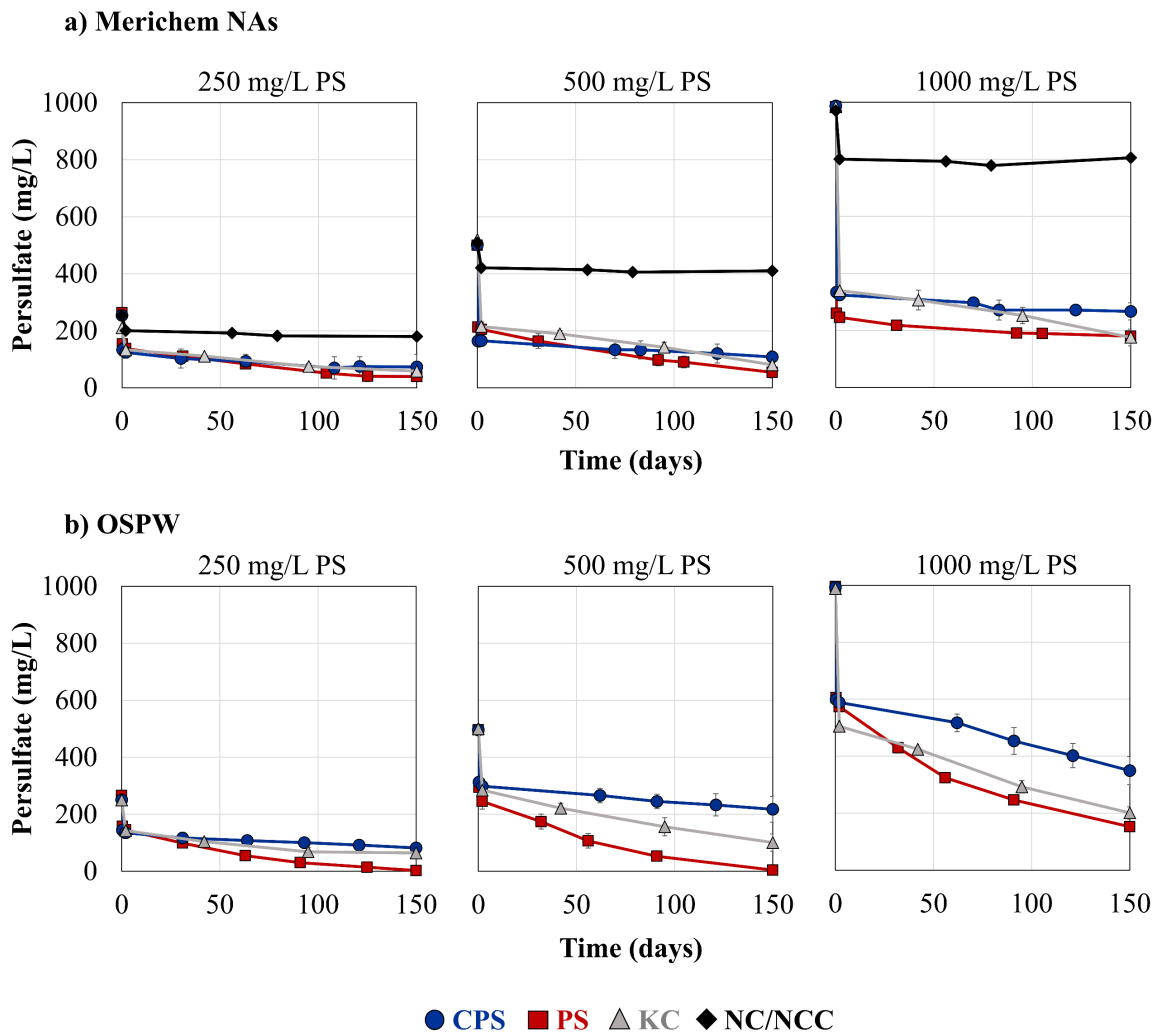 a) Merichem NAs
250 mg/L PS
500 mg/L PS
1000 mg/L PS
Persulfate (mg/L)
1000
800
600
400
200
0
0 50 100 150
0 50 100 150
0 50 100 150
Time (days)
b) OSPW
250 mg/L PS
500 mg/L PS
1000 mg/L PS
Persulfate (mg/L)
1000
800
600
400
200
0
0 50 100 150
0 50 100 150
0 50 100 150
Time (days)
CPS PS KC NC/NCC